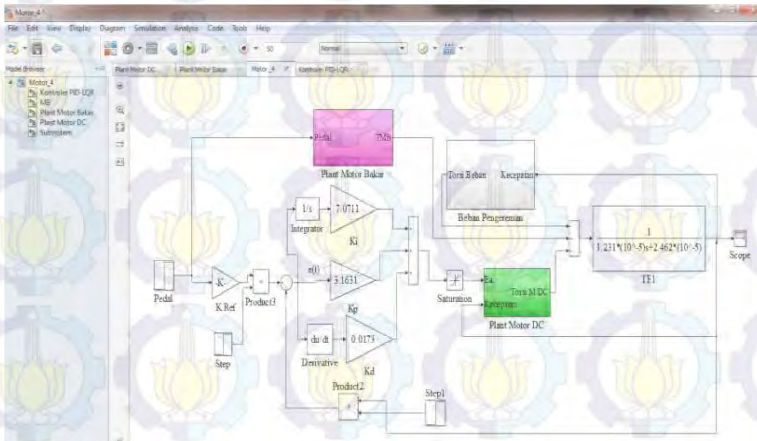 Motor_4 *
File Edit View Display Diagram Simulation Analysis Code Tools Help
50
Normal
Model Browser
Plant Motor DC
Plant Motor Bakar
Motor_4
Kontroler PID-LQR
Motor_4
Kontroler PID-LQR
MB
Plant Motor Bakar
Plant Motor DC
Subsystem
Pedal
TMB
Plant Motor Bakar
Torsi Beban
Kecepatan
Beban Pengereman
1/s
Integrator
7.0711
Ki
1
1.231*(10^-5)s+2.462*(10^-5)
TF1
Scope
Pedal
-K-
K.Ref
Product3
e(t)
3.1631
Kp
Saturation
Ea
Kecepatan
Torsi M.DC
Plant Motor DC
Step
du/dt
Derivative
0.0173
Kd
Product2
Step1